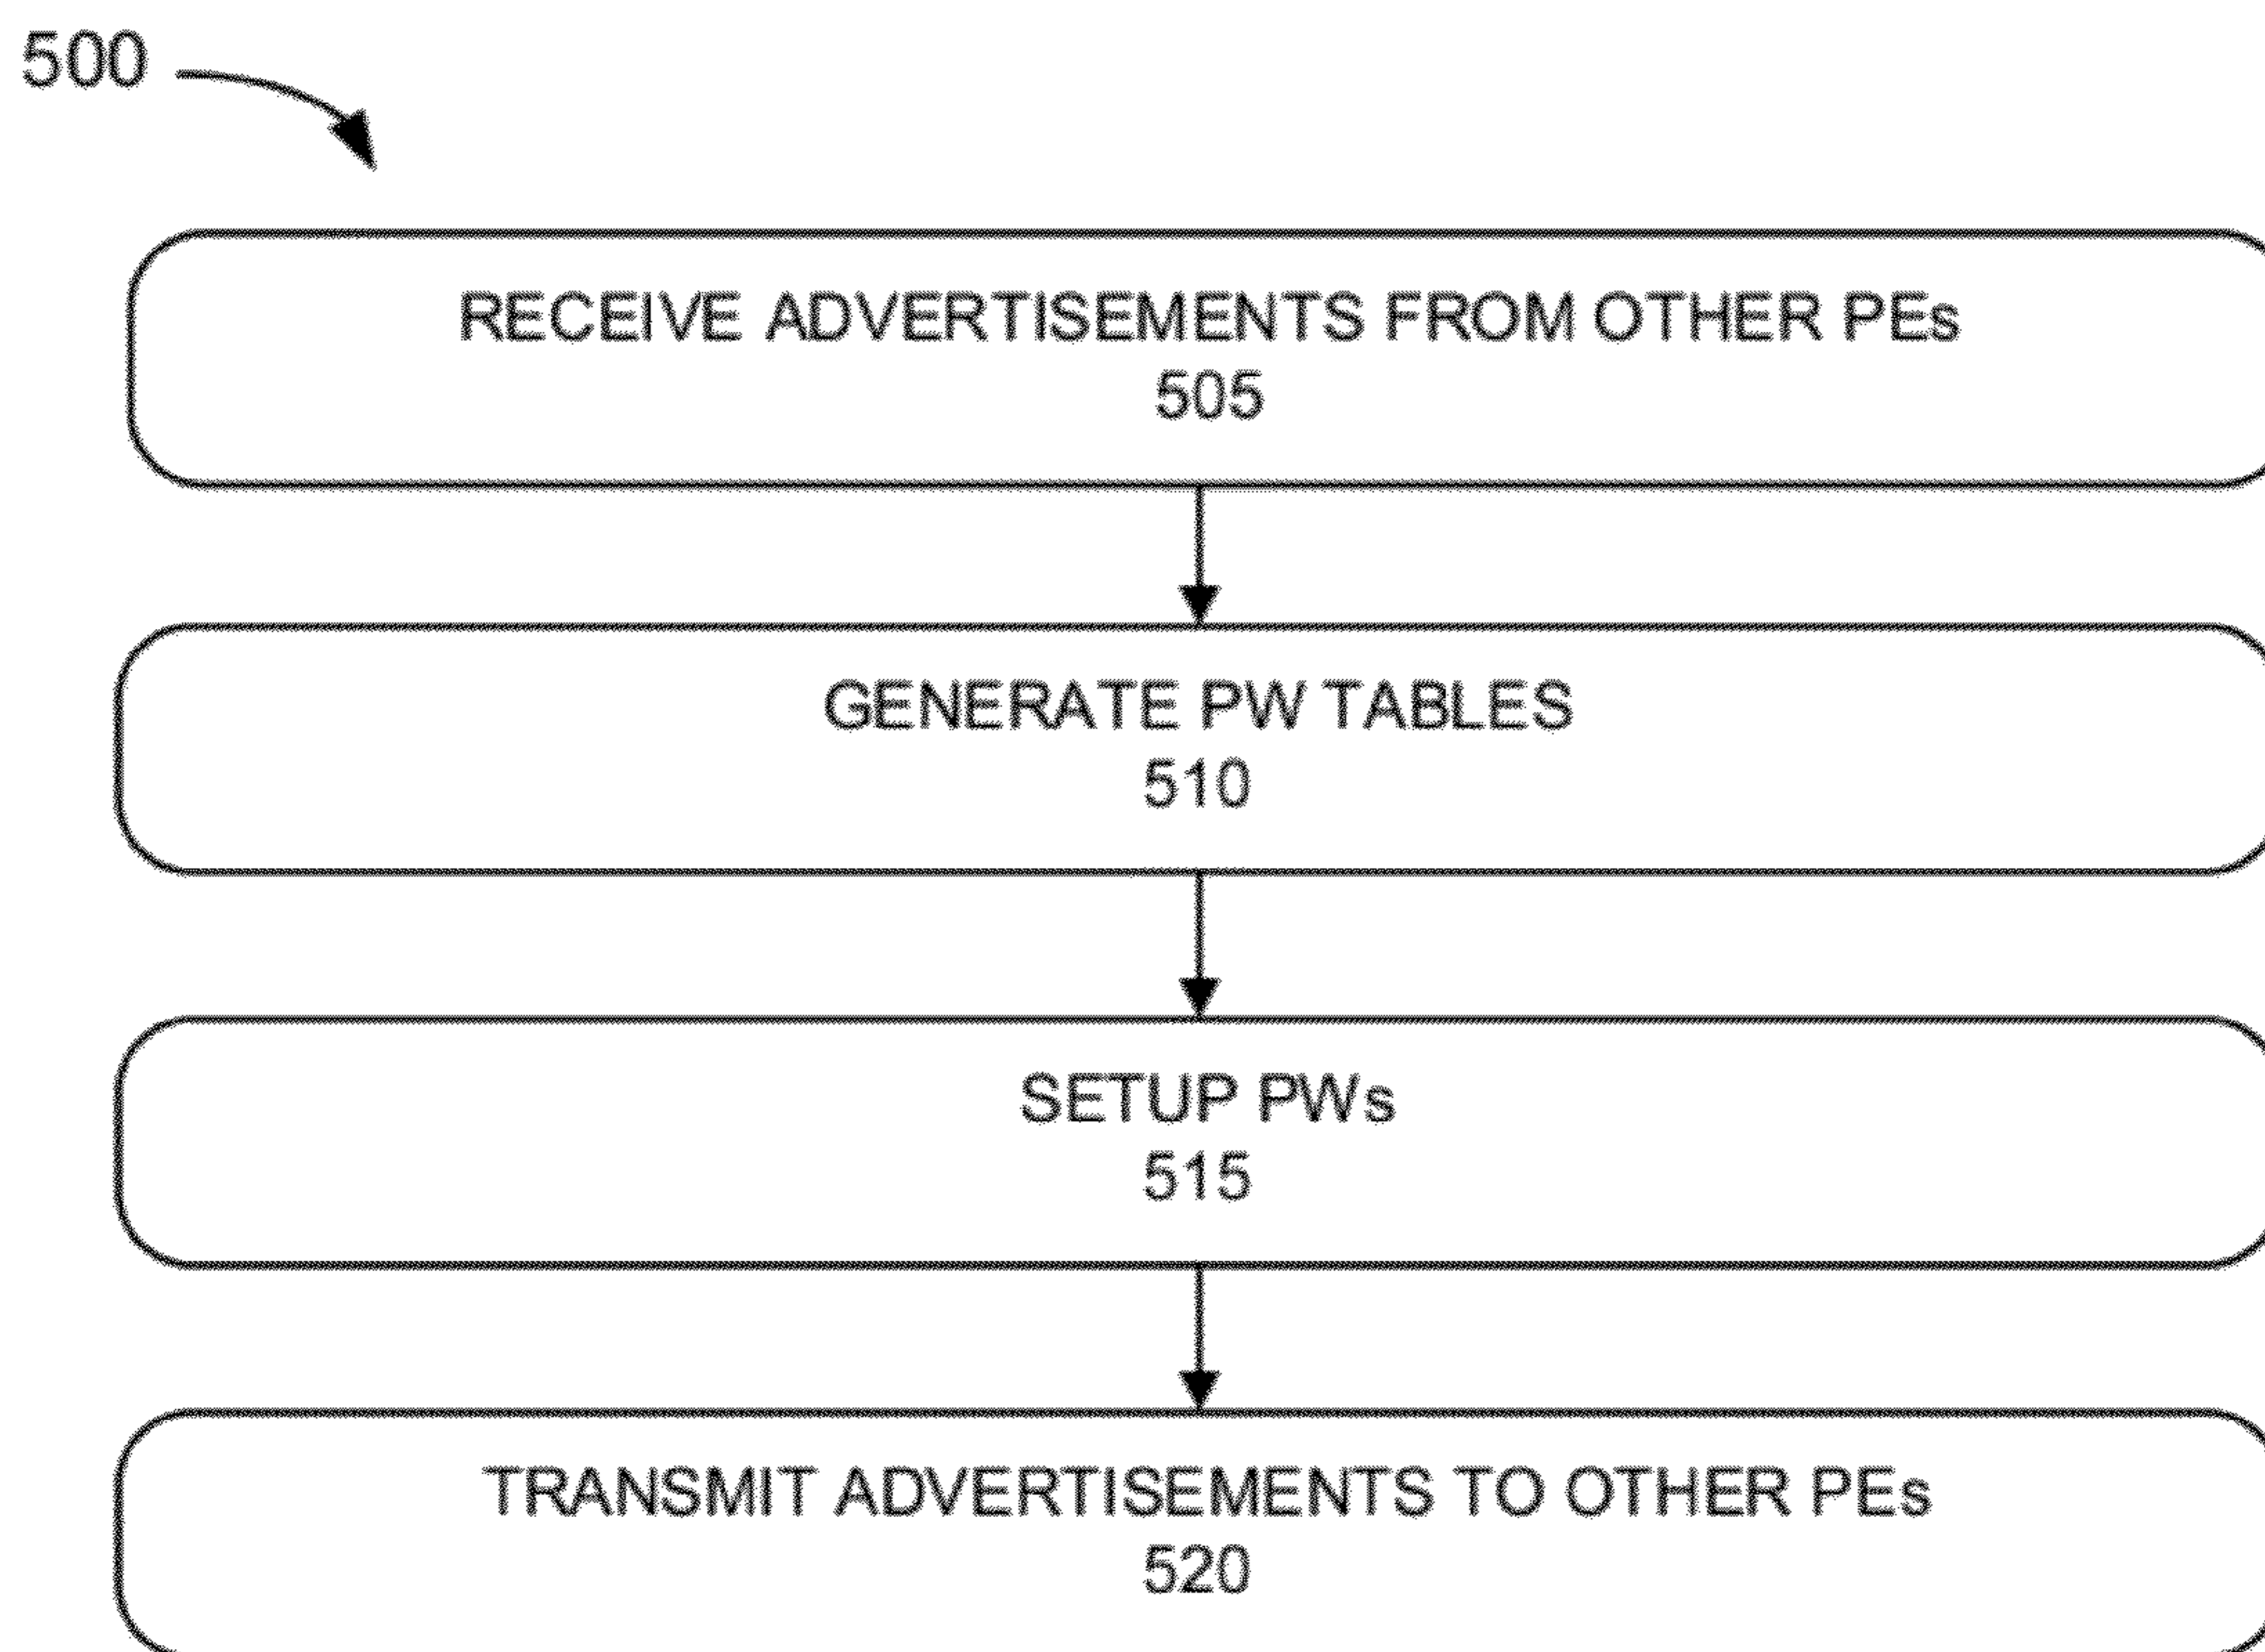 500
RECEIVE ADVERTISEMENTS FROM OTHER PEs
505
GENERATE PW TABLES
510
SETUP PWs
515
TRANSMIT ADVERTISEMENTS TO OTHER PEs
520